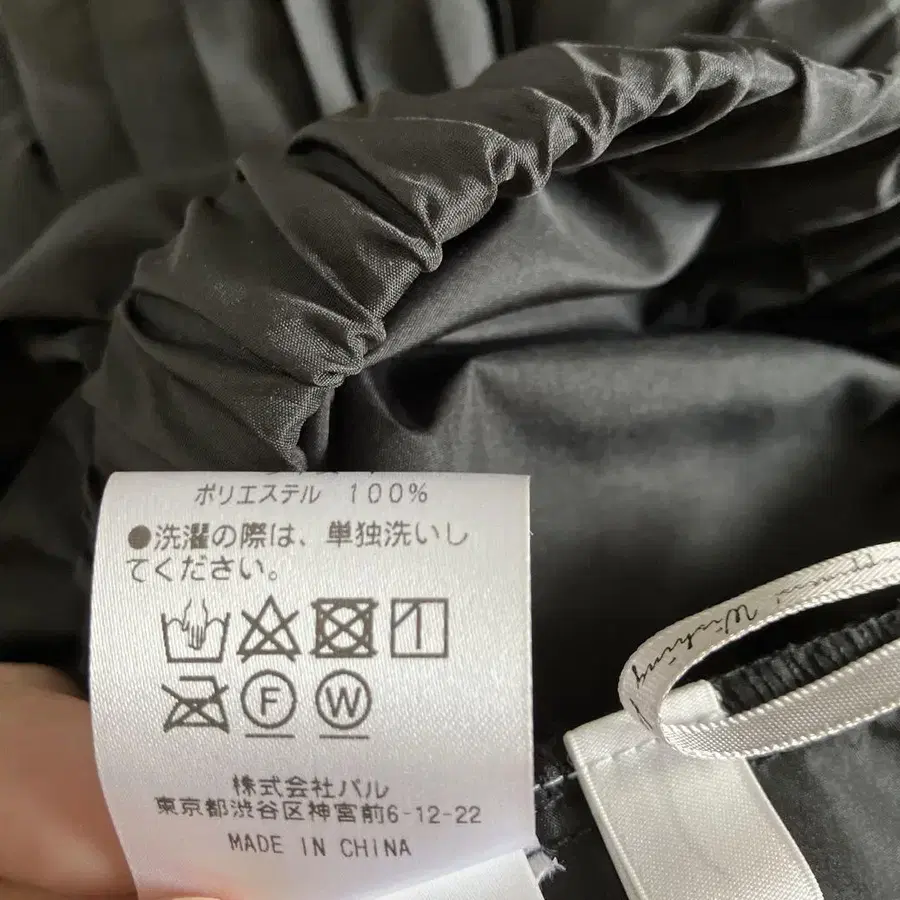 ポリエステル 100%
●洗濯の際は、単独洗いし
てください。
F W
株式会社パル
東京都渋谷区神宮前6-12-22
MADE IN CHINA
Wishing